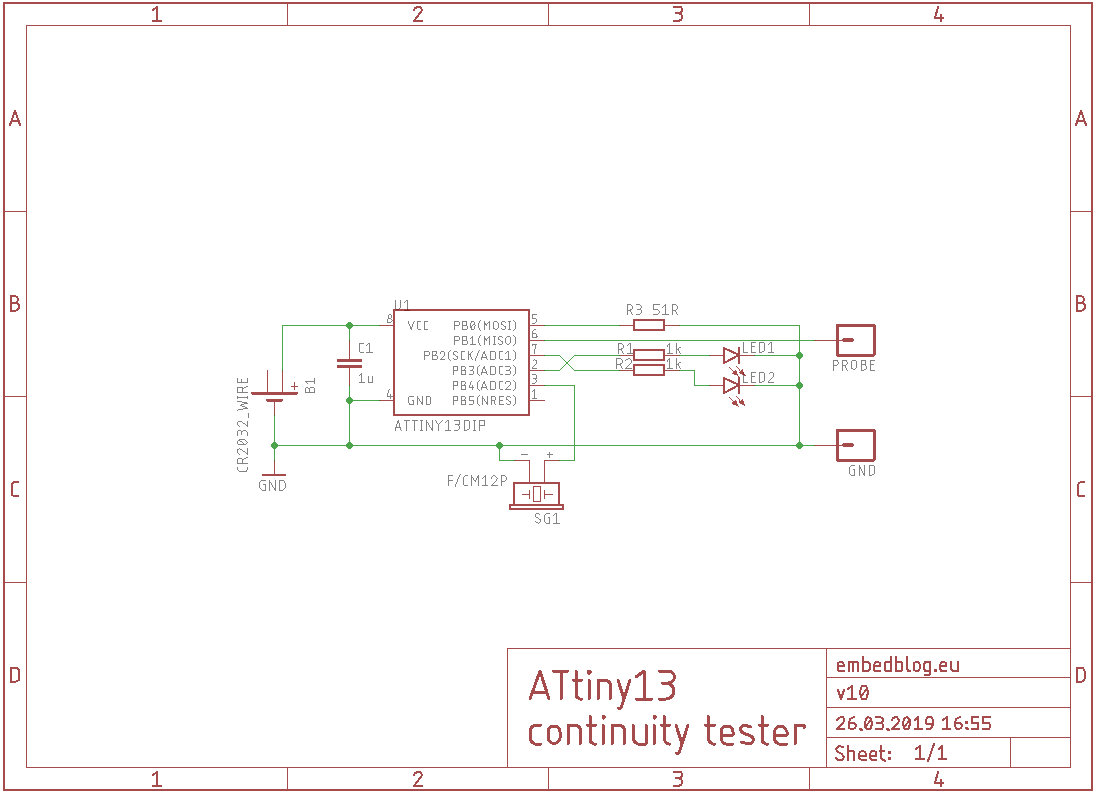 1 2 3 4
A A
B B
C C
D D
U1
8 VCC
4 GND
PB0(MOSI) 5
PB1(MISO) 6
PB2(SCK/ADC1) 7
PB3(ADC3) 2
PB4(ADC2) 3
PB5(NRES) 1
ATTINY13DIP
C1
1u
+
B1
CR2032_WIRE
GND
R3 51R
R1 1k
R2 1k
LED1
LED2
PROBE
GND
- +
F/CM12P
SG1
ATtiny13
continuity tester
embedblog.eu
v10
26.03.2019 16:55
Sheet: 1/1
1 2 3 4